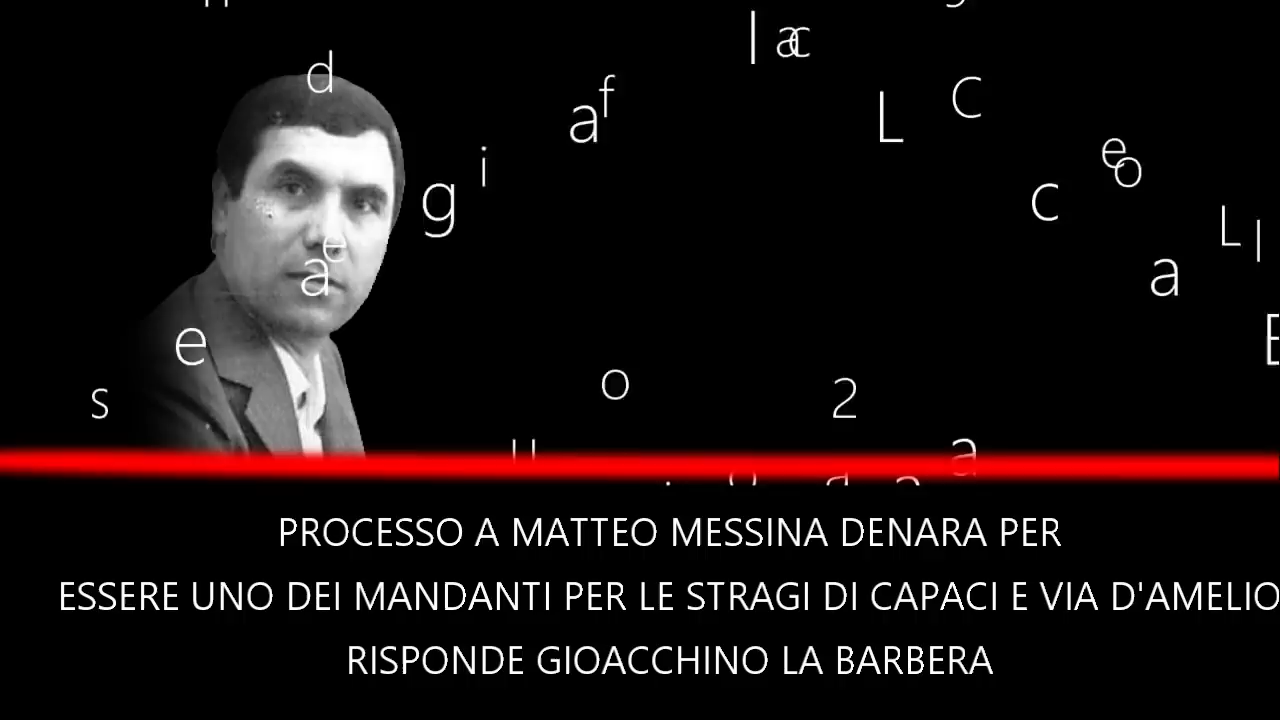 l a c
d
f
a
L
C
i
e
o
g
c
L
l
e
a
a
e
E
s
o
2
a
PROCESSO A MATTEO MESSINA DENARA PER
ESSERE UNO DEI MANDANTI PER LE STRAGI DI CAPACI E VIA D'AMELIO
RISPONDE GIOACCHINO LA BARBERA